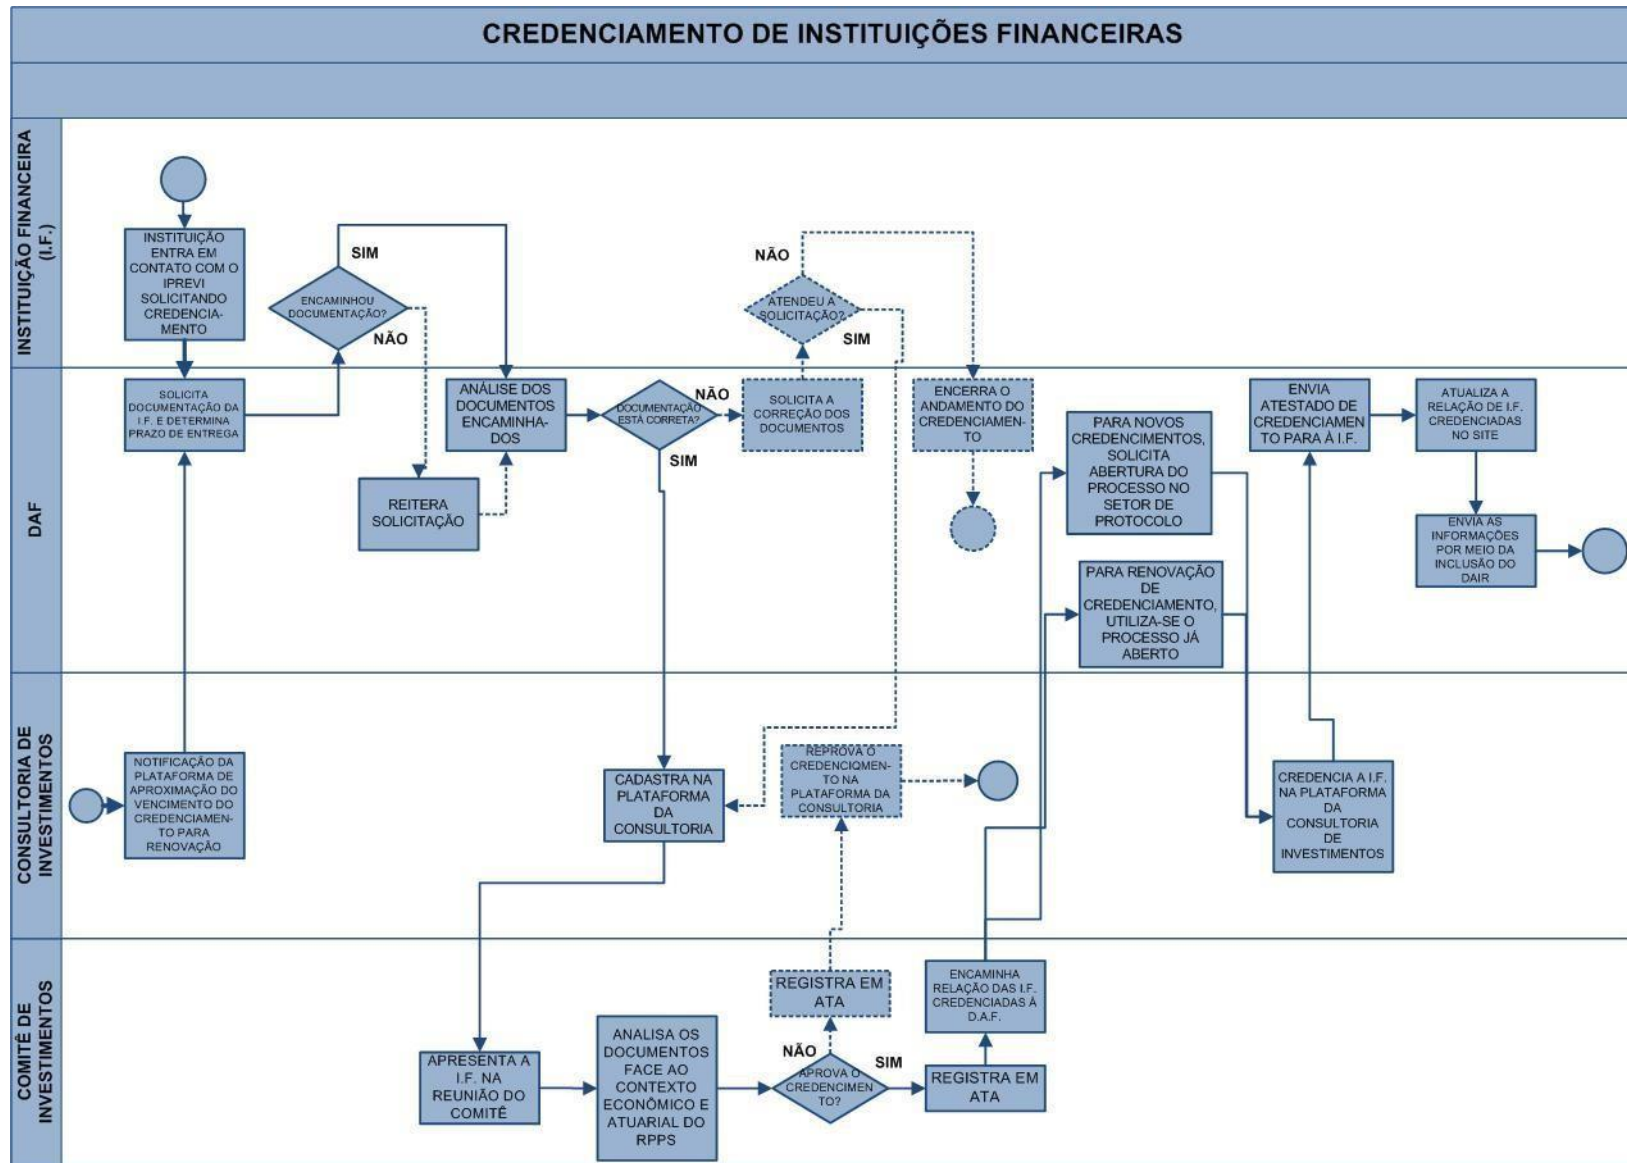 CREDENCIAMENTO DE INSTITUIÇÕES FINANCEIRAS
INSTITUIÇÃO FINANCEIRA
(I.F.)
INSTITUIÇÃO
ENTRA EM
CONTATO COM O
IPREVI
SOLICITANDO
CREDENCIA-
MENTO
ENCAMINHOU
DOCUMENTAÇÃO?
SIM
NÃO
ATENDEU A
SOLICITAÇÃO?
NÃO
SIM
DAF
SOLICITA
DOCUMENTAÇÃO DA
I.F. E DETERMINA
PRAZO DE ENTREGA
REITERA
SOLICITAÇÃO
ANÁLISE DOS
DOCUMENTOS
ENCAMINHA-
DOS
DOCUMENTAÇÃO
ESTÁ CORRETA?
NÃO
SIM
SOLICITA A
CORREÇÃO DOS
DOCUMENTOS
ENCERRA O
ANDAMENTO DO
CREDENCIAMEN-
TO
PARA NOVOS
CREDENCIMENTOS,
SOLICITA
ABERTURA DO
PROCESSO NO
SETOR DE
PROTOCOLO
PARA RENOVAÇÃO
DE
CREDENCIAMENTO,
UTILIZA-SE O
PROCESSO JÁ
ABERTO
ENVIA
ATESTADO DE
CREDENCIAMEN
TO PARA À I.F.
ATUALIZA A
RELAÇÃO DE I.F.
CREDENCIADAS
NO SITE
ENVIA AS
INFORMAÇÕES
POR MEIO DA
INCLUSÃO DO
DAIR
CONSULTORIA DE
INVESTIMENTOS
NOTIFICAÇÃO DA
PLATAFORMA DE
APROXIMAÇÃO DO
VENCIMENTO DO
CREDENCIAMEN-
TO PARA
RENOVAÇÃO
CADASTRA NA
PLATAFORMA
DA
CONSULTORIA
REPROVA O
CREDENCIQMEN-
TO NA
PLATAFORMA DA
CONSULTORIA
CREDENCIA A I.F.
NA PLATAFORMA
DA
CONSULTORIA
DE
INVESTIMENTOS
COMITÊ DE
INVESTIMENTOS
APRESENTA A
I.F. NA
REUNIÃO DO
COMITÊ
ANALISA OS
DOCUMENTOS
FACE AO
CONTEXTO
ECONÔMICO E
ATUARIAL DO
RPPS
APROVA O
CREDENCIMEN
TO?
NÃO
SIM
REGISTRA EM
ATA
REGISTRA EM
ATA
ENCAMINHA
RELAÇÃO DAS I.F.
CREDENCIADAS À
D.A.F.